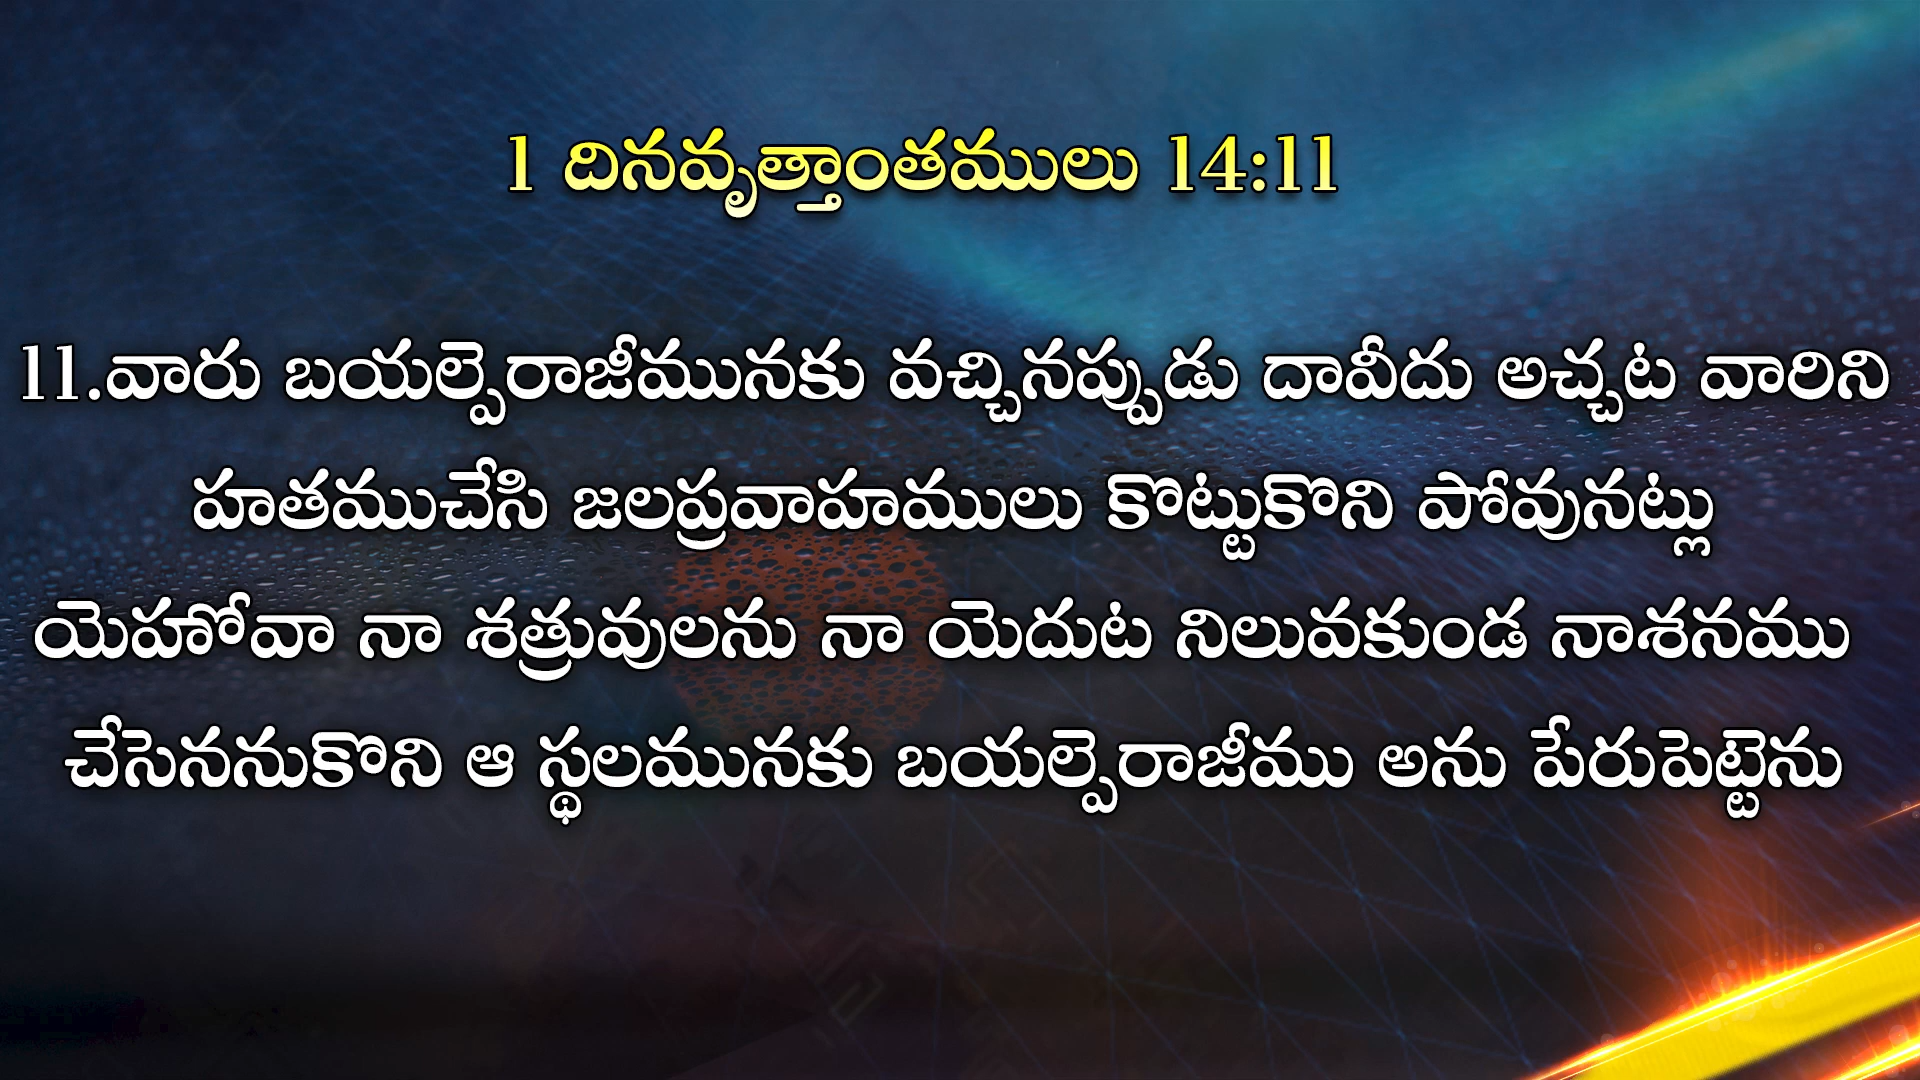 1 దినవృత్తాంతములు 14:11
11.వారు బయల్పెరాజీమునకు వచ్చినప్పుడు దావీదు అచ్చట వారిని
హతముచేసి జలప్రవాహములు కొట్టుకొని పోవునట్లు
యెహోవా నా శత్రువులను నా యెదుట నిలువకుండ నాశనము
చేసెననుకొని ఆ స్థలమునకు బయల్పెరాజీము అను పేరుపెట్టెను